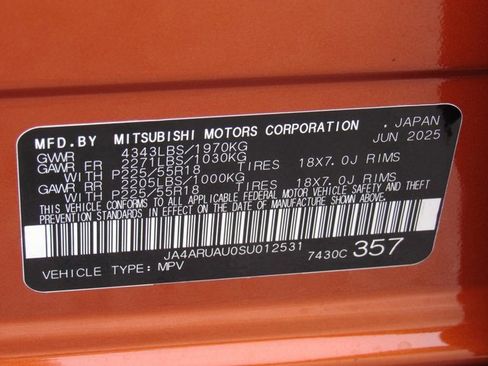 MFD.BY MITSUBISHI MOTORS CORPORATION . JAPAN
JUN 2025
GVWR 4343LBS/1970KG
GAWR FR 2271LBS/1030KG
WITH P225/55R18 TIRES 18X7.0J RIMS
GAWR RR 2205LBS/1000KG
WITH P225/55R18 TIRES 18X7.0J RIMS
THIS VEHICLE CONFORMS TO ALL APPLICABLE FEDERAL MOTOR VEHICLE SAFETY AND THEFT
PREVENTION STANDARDS IN EFFECT ON THE DATE OF MANUFACTURE SHOWN ABOVE.
JA4ARUAU0SU012531
VEHICLE TYPE: MPV 7430C 357